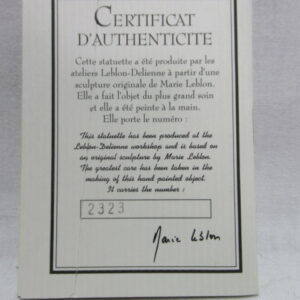 CERTIFICAT
D'AUTHENTICITE
Cette statuette a été produite par les
ateliers Leblon-Delienne à partir d'une
sculpture originale de Marie Leblon.
Elle a fait l'objet du plus grand soin
et elle a été peinte à la main.
Elle porte le numéro :
This statuette has been produced at the
Leblon-Delienne workshop and is based on
an original sculpture by Marie Leblon.
The greatest care has been taken in the
making of this hand painted object.
It carries the number :
2323
Marie Leblon